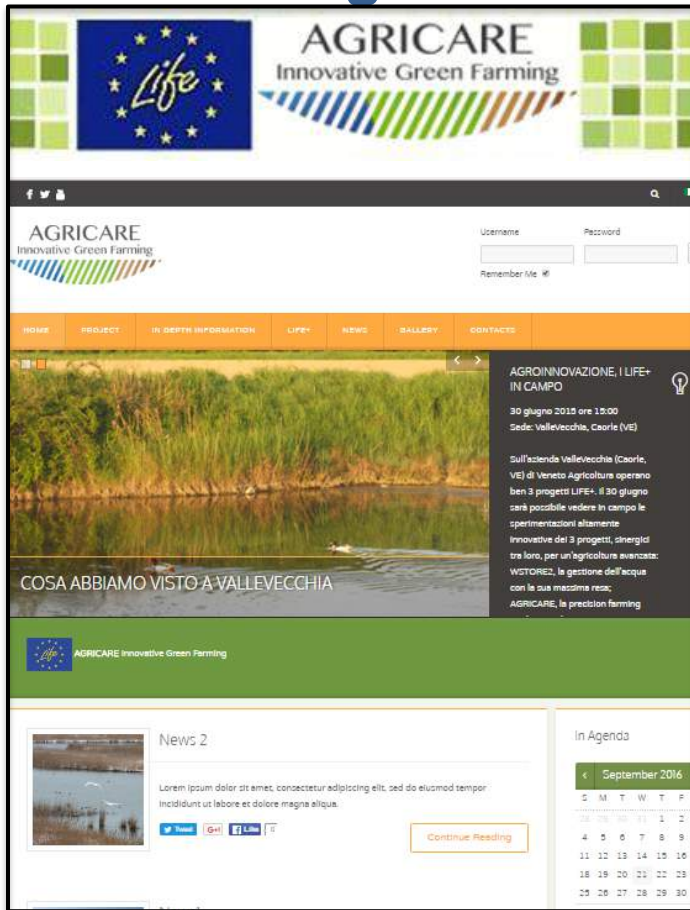 Life
AGRICARE
Innovative Green Farming
AGRICARE
Innovative Green Farming
Username
Password
Remember Me
HOME PROJECT IN DEPTH INFORMATION LIFE+ NEWS GALLERY CONTACTS
COSA ABBIAMO VISTO A VALLEVECCHIA
AGROINNOVAZIONE, I LIFE+
IN CAMPO
30 giugno 2015 ore 15:00
Sede: ValleVecchia, Caorle (VE)
Sull'azienda ValleVecchia (Caorle,
VE) di Veneto Agricoltura operano
ben 3 progetti LIFE+. Il 30 giugno
sarà possibile vedere in campo le
sperimentazioni altamente
innovative dei 3 progetti, sinergici
tra loro, per un'agricoltura avanzata:
WSTORE2, la gestione dell'acqua
con la sua massima resa;
AGRICARE, la precision farming
Life
AGRICARE Innovative Green Farming
News 2
Lorem ipsum dolor sit amet, consectetur adipiscing elit, sed do eiusmod tempor
incididunt ut labore et dolore magna aliqua.
Tweet G+1 Like 0
Continue Reading
In Agenda
September 2016
S M T W T F
28 29 30 31 1 2
4 5 6 7 8 9
11 12 13 14 15 16
18 19 20 21 22 23
25 26 27 28 29 30